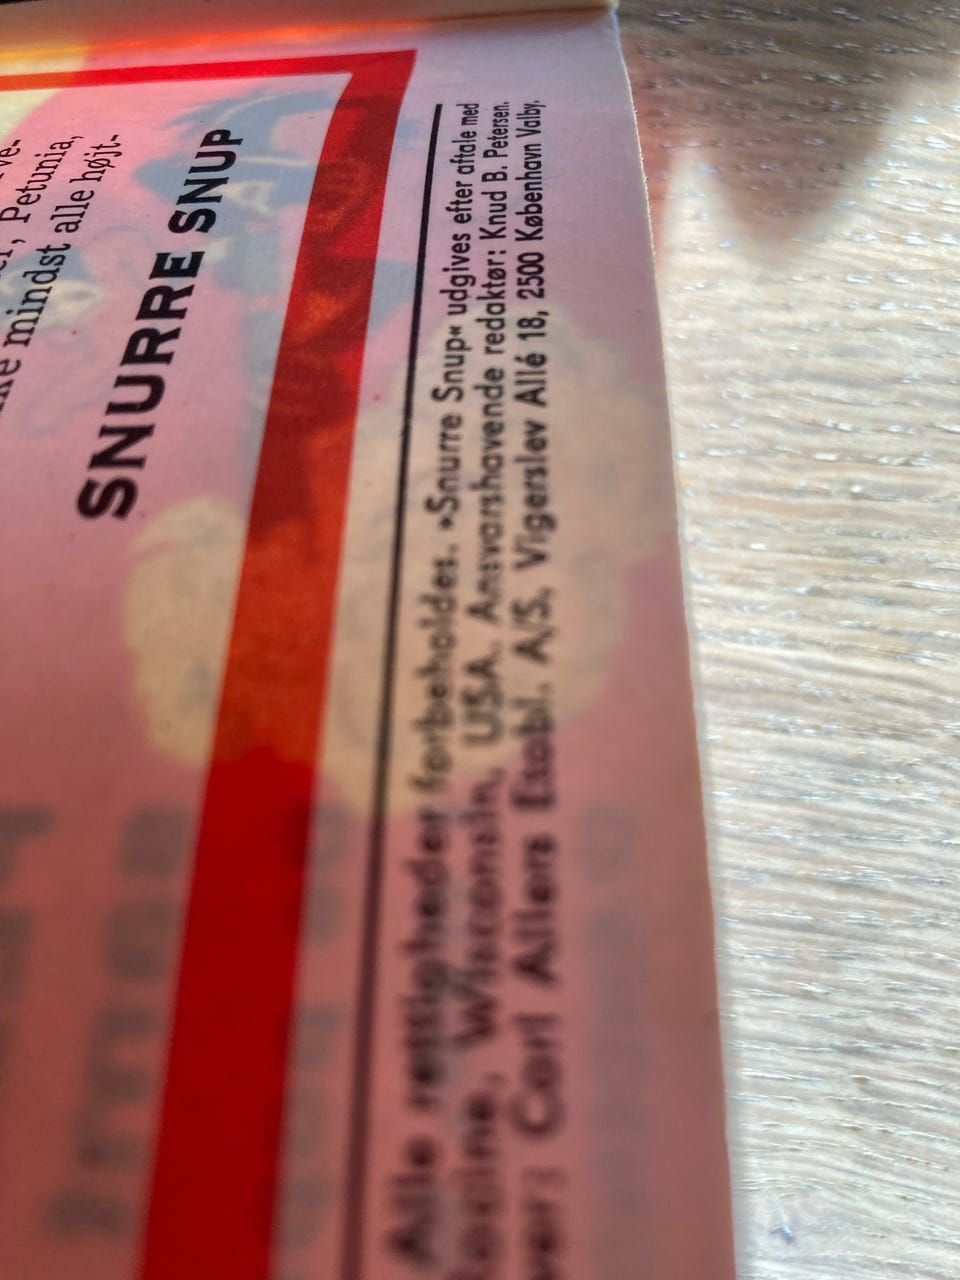 ve-
, Petunia,
mindst alle højt-
SNURRE SNUP
Alle rettigheder forbeholdes. »Snurre Snup« udgives efter aftale med
Wisconsin, USA. Ansvarshavende redaktør: Knud B. Petersen.
Carl Allers Etabl. A/S, Vigerslev Allé 18, 2500 København Valby.